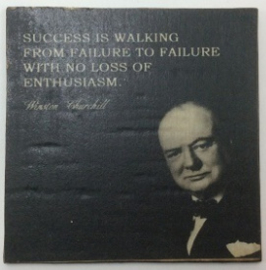 SUCCESS IS WALKING
FROM FAILURE TO FAILURE
WITH NO LOSS OF
ENTHUSIASM.
Winston Churchill